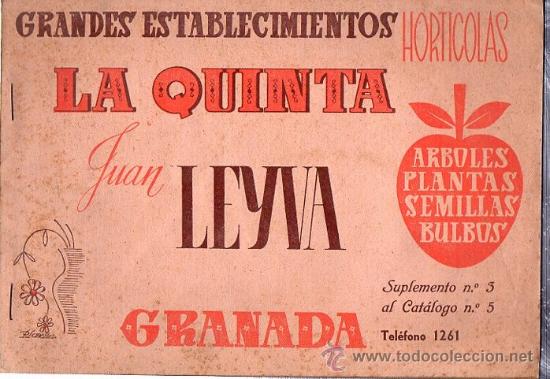 GRANDES ESTABLECIMIENTOS HORTICOLAS
LA QUINTA
Juan LEYVA
ARBOLES
PLANTAS
SEMILLAS
BULBOS
Suplemento n.º 3
al Catálogo n.º 5
GRANADA
Teléfono 1261
www.todocoleccion.net